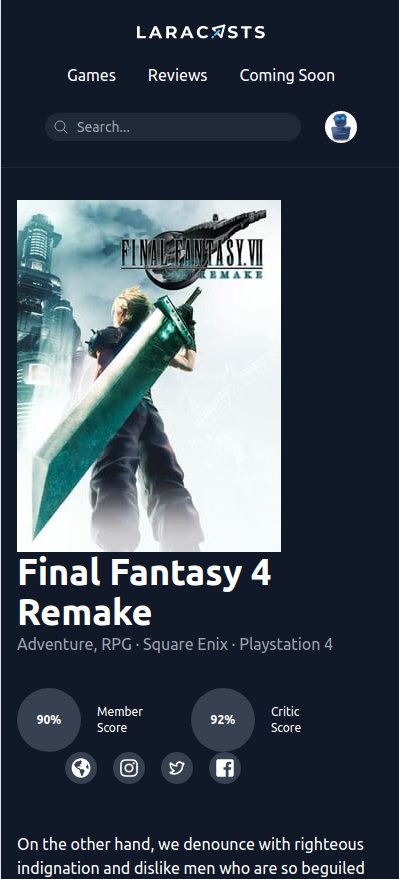 LARACASTS
Games Reviews Coming Soon
Search...
FINAL FANTASY VII
REMAKE
Final Fantasy 4
Remake
Adventure, RPG · Square Enix · Playstation 4
90% Member Score 92% Critic Score
On the other hand, we denounce with righteous
indignation and dislike men who are so beguiled